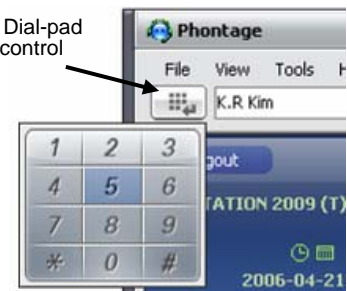 Dial-pad
control
Phontage
File View Tools H
K.R Kim
1 2 3
4 5 6
7 8 9
* 0 #
gout
TATION 2009 (T)
2006-04-21